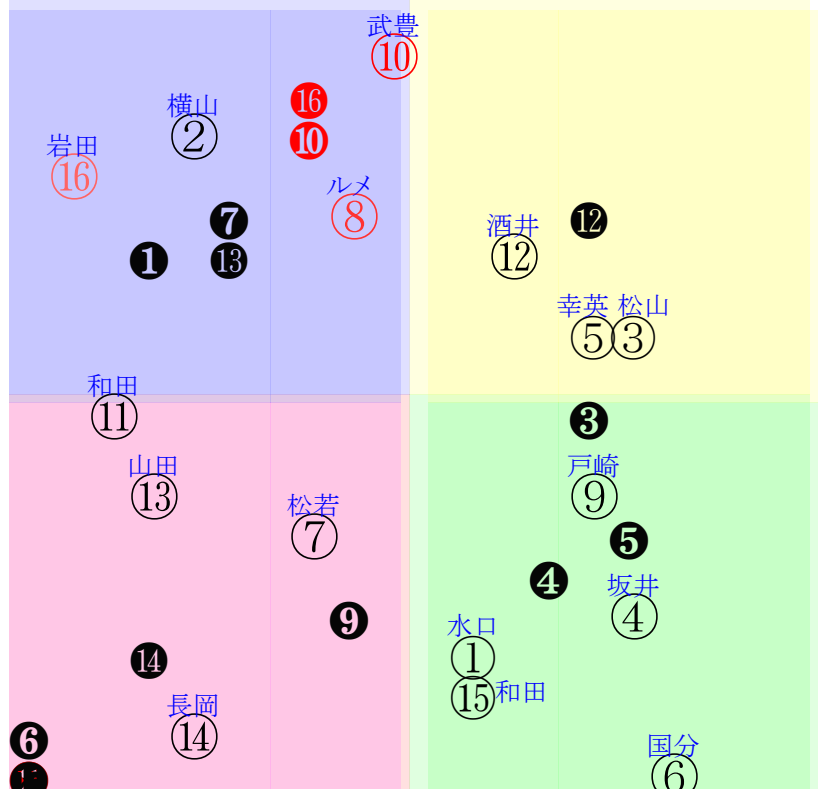 武豊
⑩
⓰
横山
②
❿
岩田
⑯
ルメ
⑧
❼
⓬
酒井
⑫
❶
⓭
幸英 松山
⑤③
和田
⑪
❸
山田
⑬
戸崎
⑨
松若
⑦
❺
❹
坂井
④
❾
水口
①
⓮
⑮和田
長岡
⑭
❻
国分
⑥